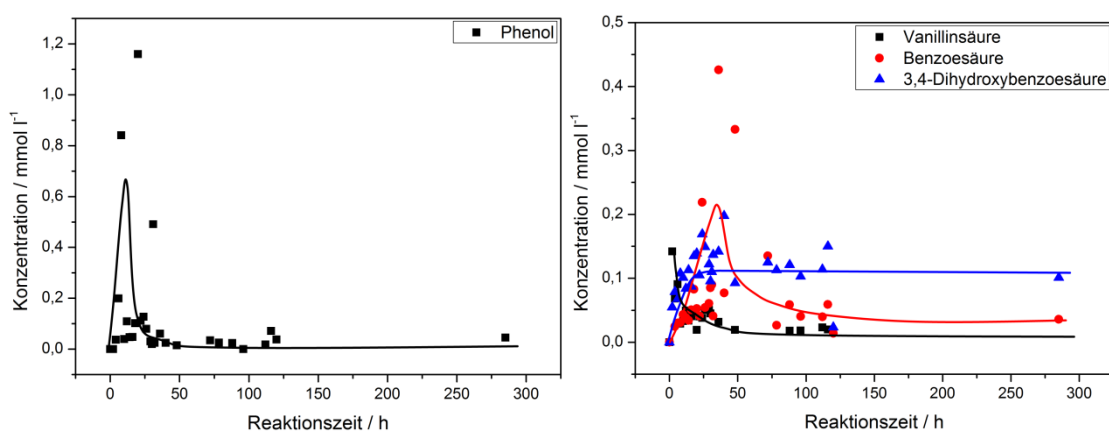 Phenol
Konzentration / mmol l⁻¹
1,2
1,0
0,8
0,6
0,4
0,2
0,0
0 50 100 150 200 250 300
Reaktionszeit / h
Vanillinsäure
Benzoesäure
3,4-Dihydroxybenzoesäure
Konzentration / mmol l⁻¹
0,5
0,4
0,3
0,2
0,1
0,0
0 50 100 150 200 250 300
Reaktionszeit / h